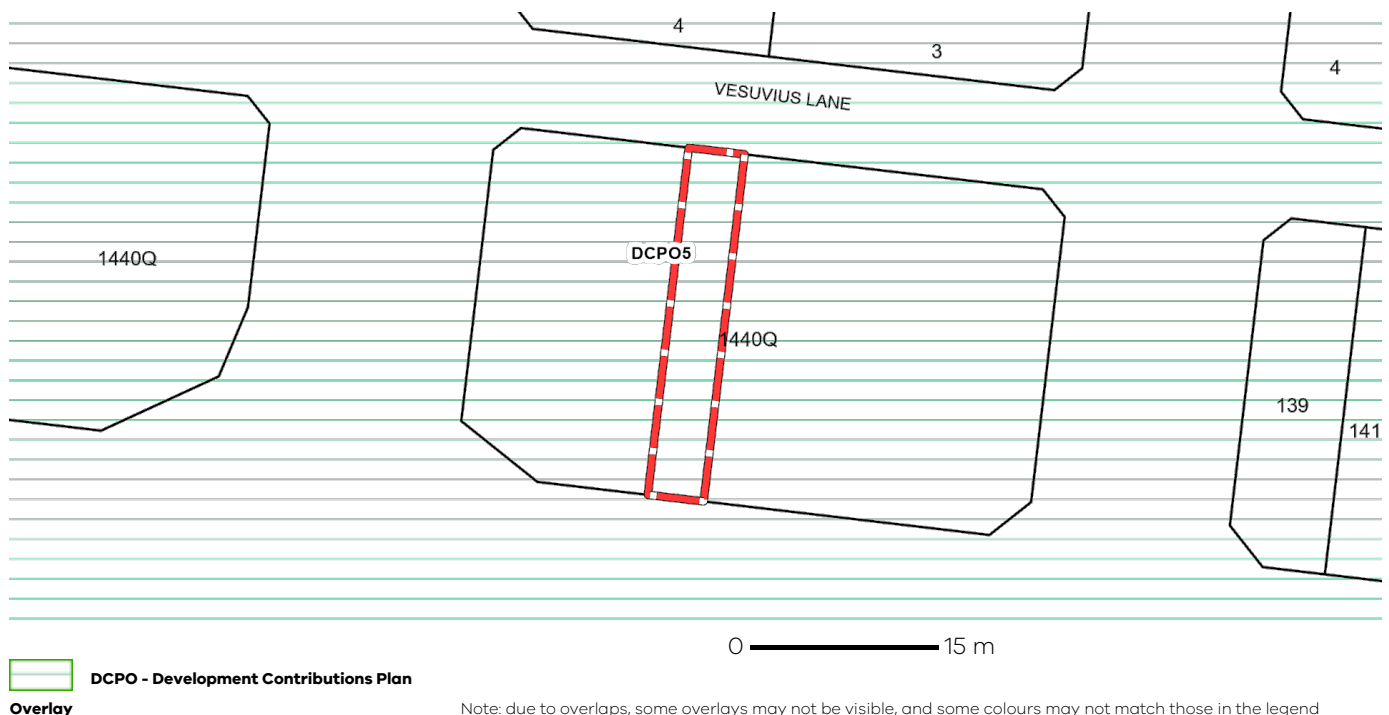 4
3
4
VESUVIUS LANE
1440Q
DCPO5
1440Q
139
141
0 15 m
DCPO - Development Contributions Plan
Overlay
Note: due to overlaps, some overlays may not be visible, and some colours may not match those in the legend